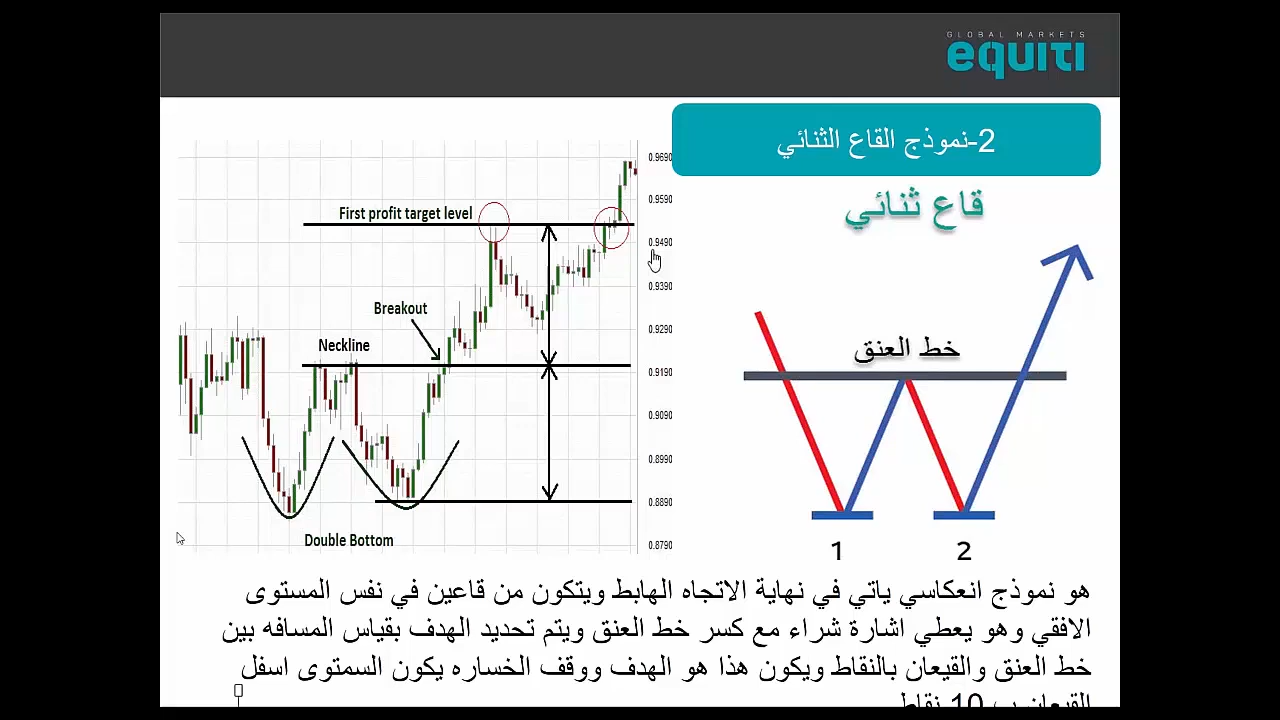 GLOBAL MARKETS
equiti
2-نموذج القاع الثنائي
قاع ثنائي
خط العنق
1
2
First profit target level
Breakout
Neckline
Double Bottom
0.9690
0.9590
0.9490
0.9390
0.9290
0.9190
0.9090
0.8990
0.8890
0.8790
هو نموذج انعكاسي ياتي في نهاية الاتجاه الهابط ويتكون من قاعين في نفس المستوى
الافقي وهو يعطي اشارة شراء مع كسر خط العنق ويتم تحديد الهدف بقياس المسافه بين
خط العنق والقيعان بالنقاط ويكون هذا هو الهدف ووقف الخساره يكون السمتوى اسفل
القيعان ب 10 نقاط